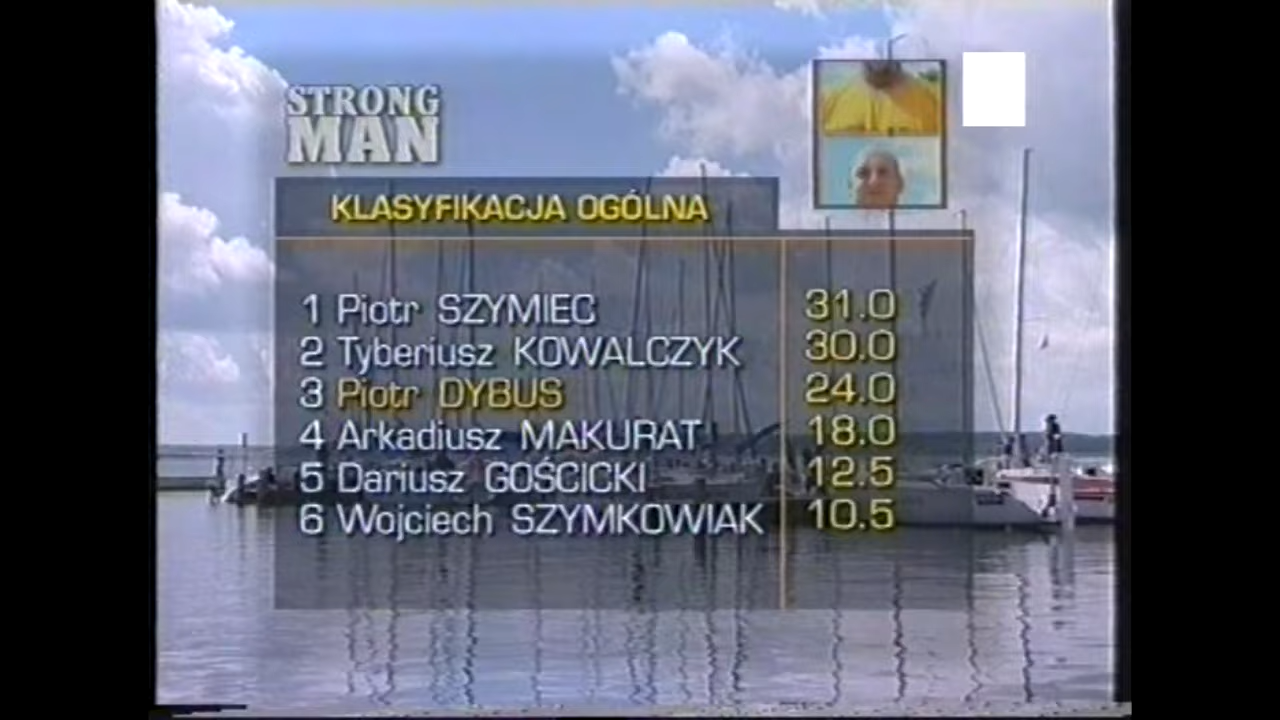 STRONG
MAN
KLASYFIKACJA OGÓLNA
1 Piotr SZYMIEC 31.0
2 Tyberiusz KOWALCZYK 30.0
3 Piotr DYBUS 24.0
4 Arkadiusz MAKURAT 18.0
5 Dariusz GOŚCICKI 12.5
6 Wojciech SZYMKOWIAK 10.5